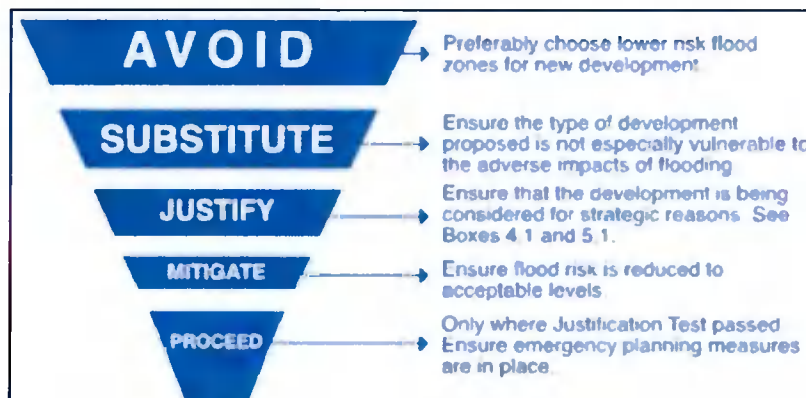 AVOID
Preferably choose lower risk flood
zones for new development
SUBSTITUTE
Ensure the type of development
proposed is not especially vulnerable to
the adverse impacts of flooding
JUSTIFY
Ensure that the development is being
considered for strategic reasons. See
Boxes 4.1 and 5.1.
MITIGATE
Ensure flood risk is reduced to
acceptable levels
PROCEED
Only where Justification Test passed
Ensure emergency planning measures
are in place